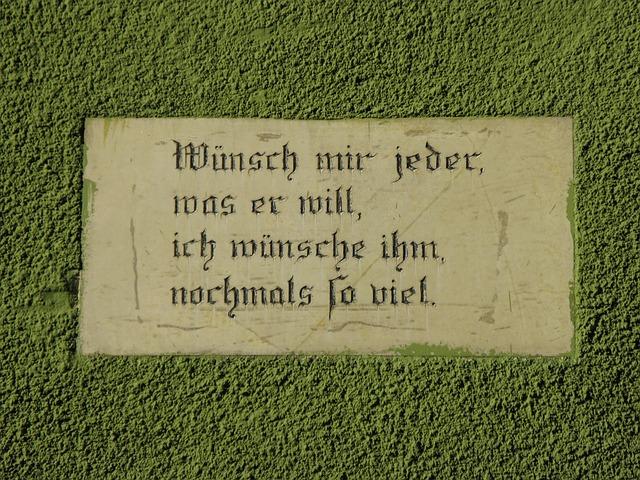 Wünsch mir jeder,
was er will,
ich wünsche ihm,
nochmals ſo viel.